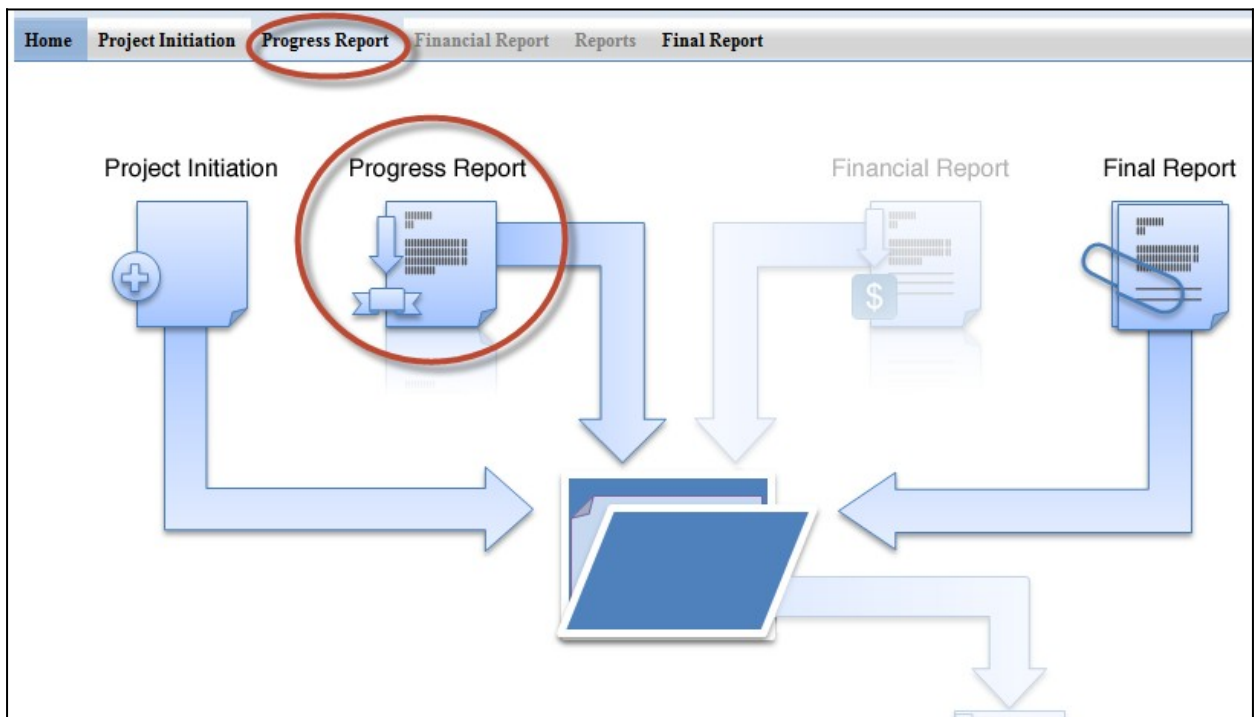 Home Project Initiation Progress Report Financial Report Reports Final Report
Project Initiation Progress Report Financial Report Final Report
$